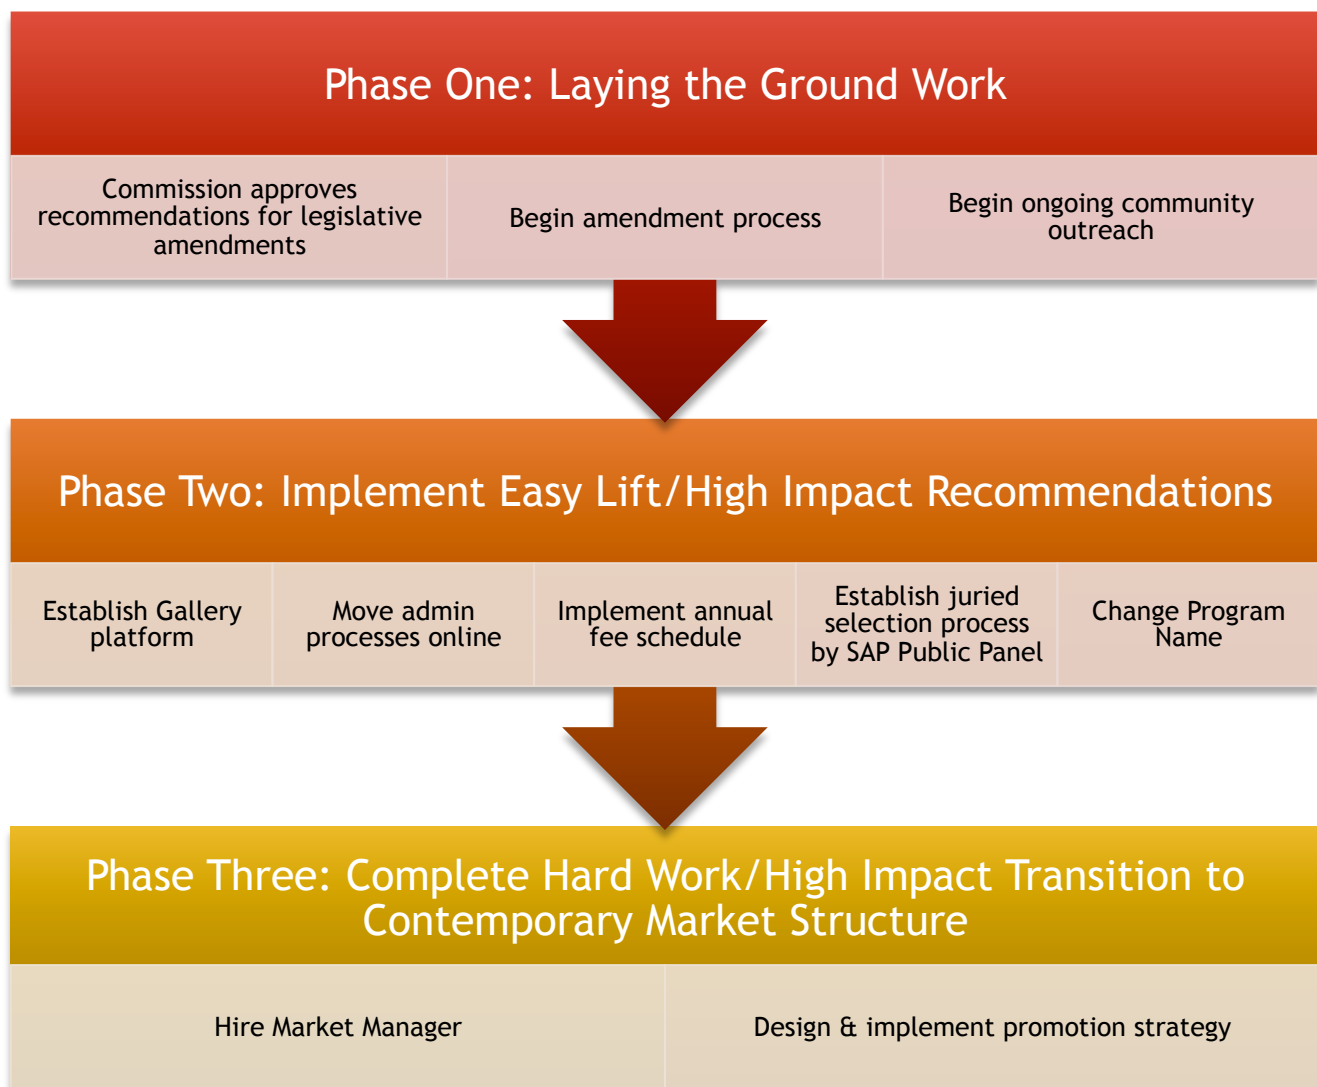 Phase One: Laying the Ground Work
Commission approves
recommendations for legislative
amendments
Begin amendment process
Begin ongoing community
outreach
Phase Two: Implement Easy Lift/High Impact Recommendations
Establish Gallery
platform
Move admin
processes online
Implement annual
fee schedule
Establish juried
selection process
by SAP Public Panel
Change Program
Name
Phase Three: Complete Hard Work/High Impact Transition to
Contemporary Market Structure
Hire Market Manager
Design & implement promotion strategy